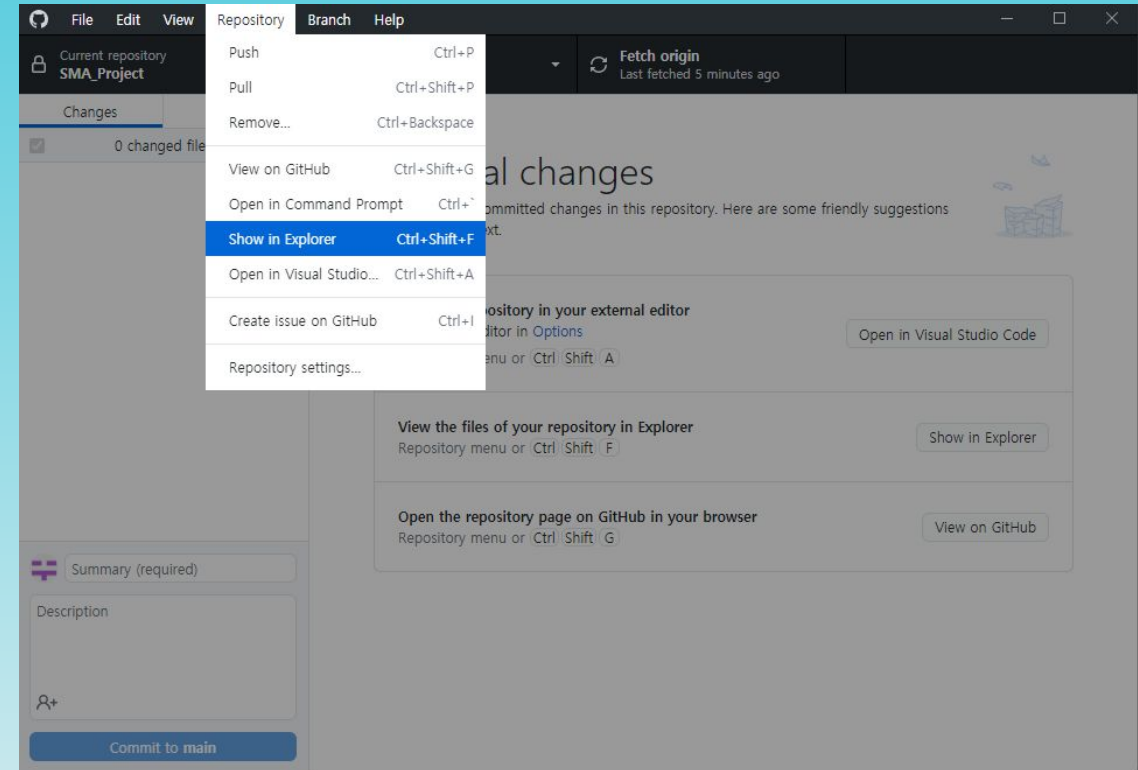 File Edit View Repository Branch Help
Current repository
SMA_Project
Fetch origin
Last fetched 5 minutes ago
Changes
0 changed file
Push Ctrl+P
Pull Ctrl+Shift+P
Remove... Ctrl+Backspace
View on GitHub Ctrl+Shift+G
Open in Command Prompt Ctrl+`
Show in Explorer Ctrl+Shift+F
Open in Visual Studio... Ctrl+Shift+A
Create issue on GitHub Ctrl+I
Repository settings...
al changes
ommitted changes in this repository. Here are some friendly suggestions
xt.
ository in your external editor
ditor in Options
enu or Ctrl Shift A
Open in Visual Studio Code
View the files of your repository in Explorer
Repository menu or Ctrl Shift F
Show in Explorer
Open the repository page on GitHub in your browser
Repository menu or Ctrl Shift G
View on GitHub
Summary (required)
Description
Commit to main